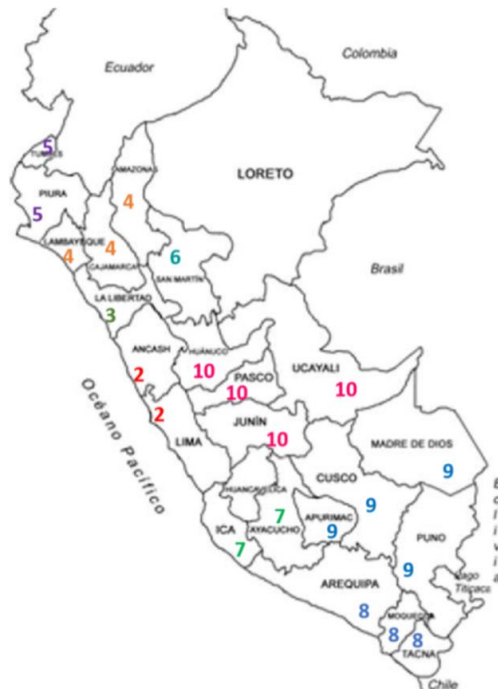 Colombia
Ecuador
5
TUMBES
AMAZONAS
LORETO
PIURA
4
5
LAMBAYEQUE
4
4
6
CAJAMARCA
SAN MARTÍN
Brasil
LA LIBERTAD
3
ANCASH
HUÁNUCO
2
10
UCAYALI
PASCO
10
10
2
JUNÍN
LIMA
10
MADRE DE DIOS
Océano Pacífico
CUSCO
9
HUANCAVELICA
9
7
ICA
AYACUCHO
APURIMAC
9
PUNO
7
AREQUIPA
9
Lago
Titicaca
Bolivia
8
MOQUEGUA
8
8
TACNA
Chile